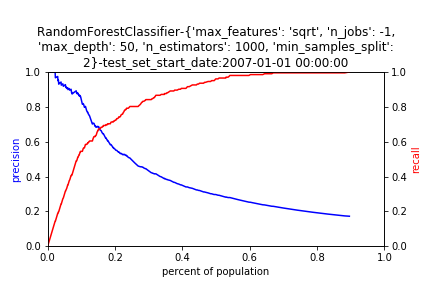 RandomForestClassifier-{'max_features': 'sqrt', 'n_jobs': -1,
'max_depth': 50, 'n_estimators': 1000, 'min_samples_split':
2}-test_set_start_date:2007-01-01 00:00:00
1.0
0.8
0.6
0.4
0.2
0.0
precision
1.0
0.8
0.6
0.4
0.2
0.0
recall
0.0 0.2 0.4 0.6 0.8 1.0
percent of population